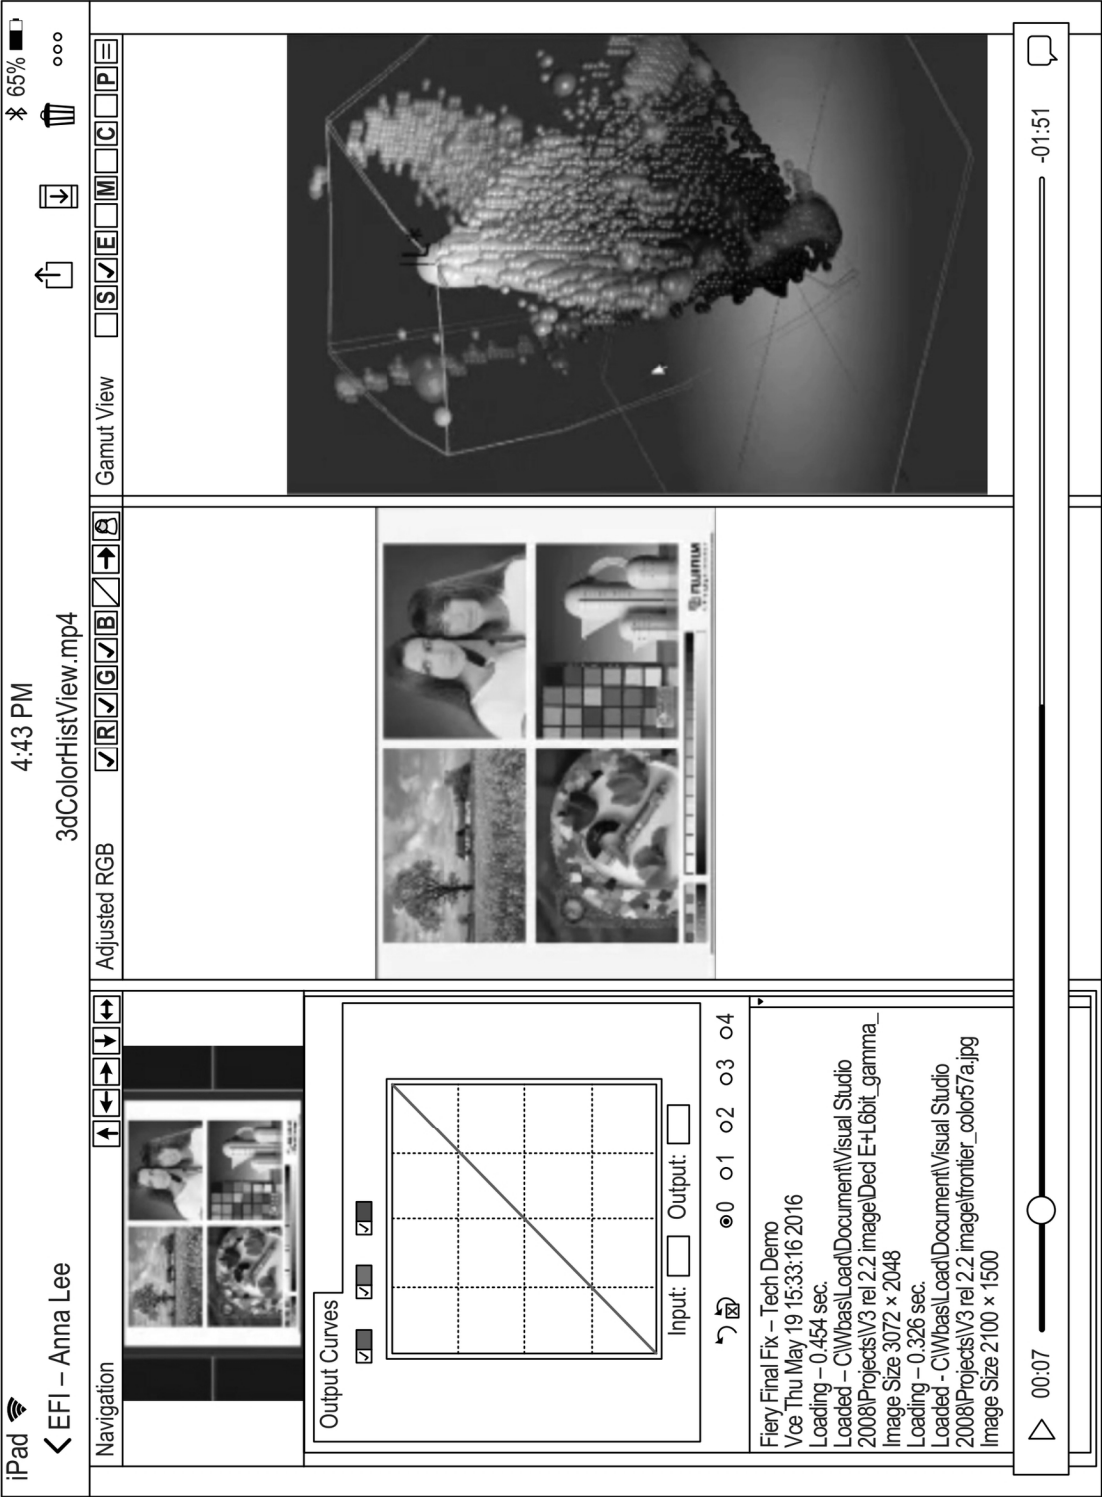 iPad
4:43 PM
65%
EFI – Anna Lee
3dColorHistView.mp4
Navigation
Adjusted RGB
R
G
B
Gamut View
S
E
M
C
P
Output Curves
Input:
Output:
0
1
2
3
4
Fiery Final Fix – Tech Demo
Vce Thu May 19 15:33:16 2016
Loading – 0.454 sec.
Loaded – C\Wbas\Load\Document\Visual Studio
2008\Projects\V3 rel 2.2 image\Ded E+L6bit_gamma_
Image Size 3072 × 2048
Loading – 0.326 sec.
Loaded - C\Wbas\Load\Document\Visual Studio
2008\Projects\V3 rel 2.2 image\frontier_color57a.jpg
Image Size 2100 × 1500
FUJIFILM
L*
00:07
-01:51